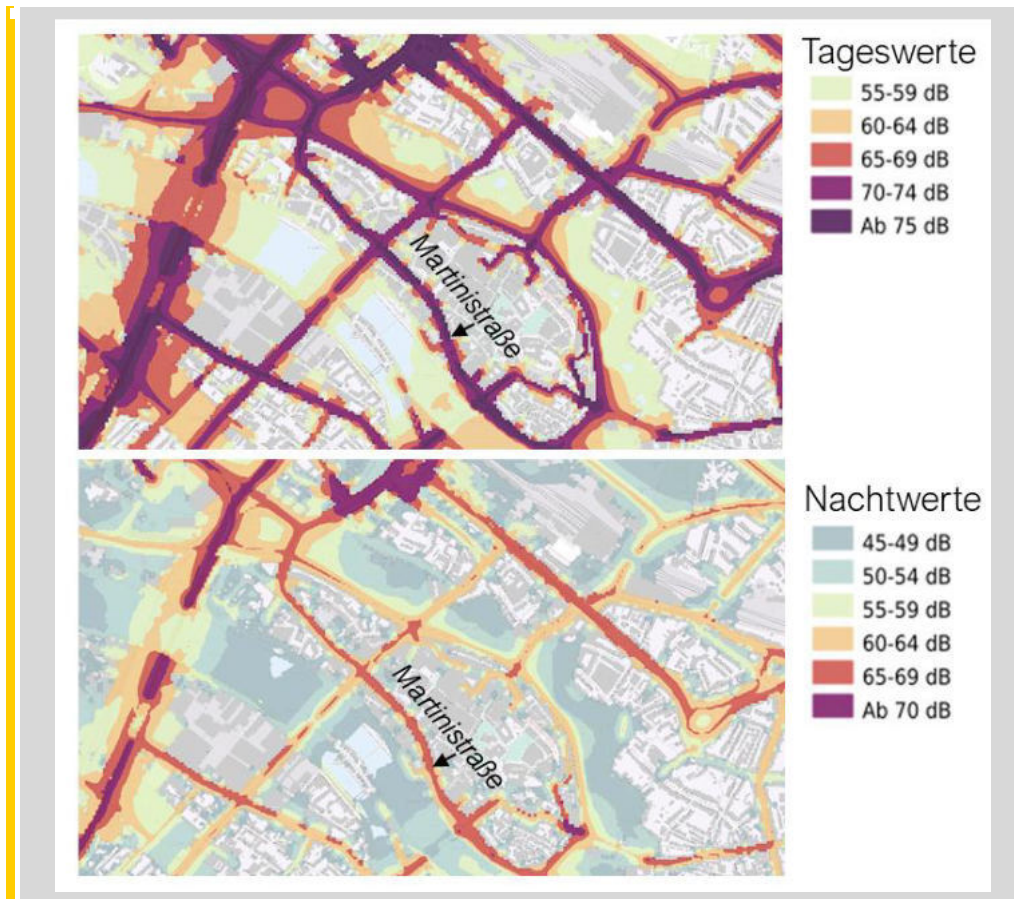 Tageswerte
55-59 dB
60-64 dB
65-69 dB
70-74 dB
Ab 75 dB
Martinistraße
Nachtwerte
45-49 dB
50-54 dB
55-59 dB
60-64 dB
65-69 dB
Ab 70 dB
Martinistraße